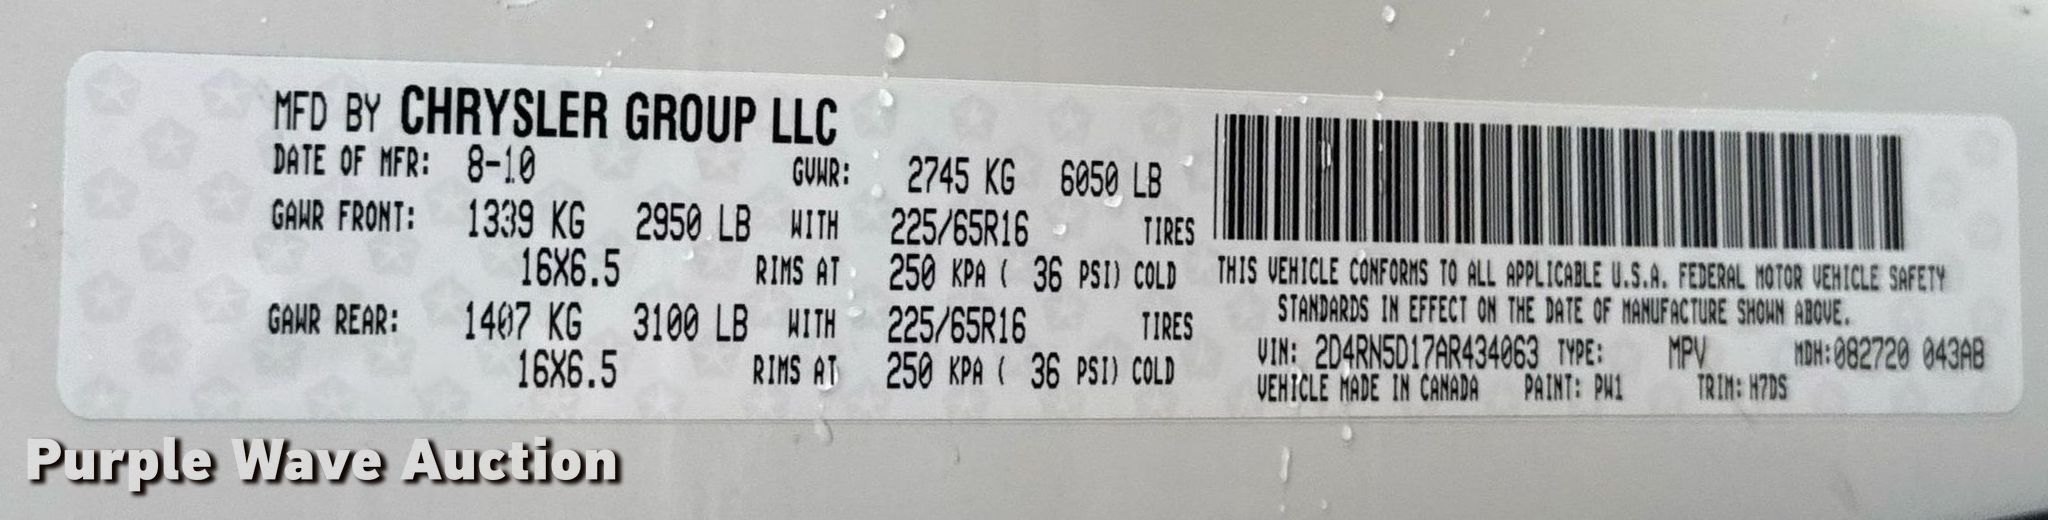 MFD BY CHRYSLER GROUP LLC
DATE OF MFR: 8-10 GVWR: 2745 KG 6050 LB
GAWR FRONT: 1339 KG 2950 LB WITH 225/65R16 TIRES
16X6.5 RIMS AT 250 KPA ( 36 PSI) COLD
GAWR REAR: 1407 KG 3100 LB WITH 225/65R16 TIRES
16X6.5 RIMS AT 250 KPA ( 36 PSI) COLD
THIS VEHICLE CONFORMS TO ALL APPLICABLE U.S.A. FEDERAL MOTOR VEHICLE SAFETY
STANDARDS IN EFFECT ON THE DATE OF MANUFACTURE SHOWN ABOVE.
VIN: 2D4RN5D17AR434063 TYPE: MPV MDH:082720 043AB
VEHICLE MADE IN CANADA PAINT: PW1 TRIM: H7DS
Purple Wave Auction